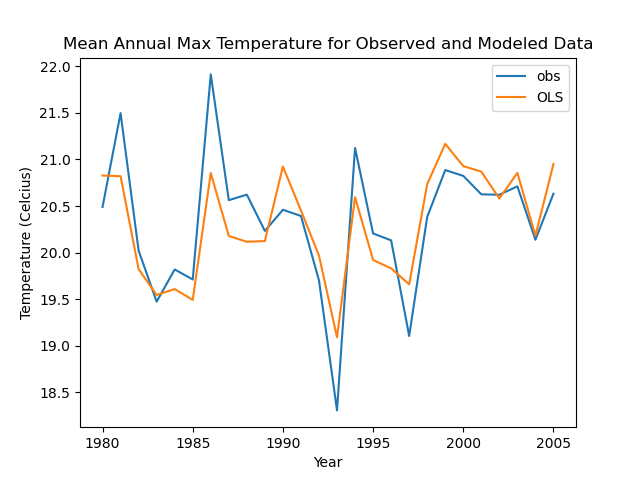 Mean Annual Max Temperature for Observed and Modeled Data
22.0
21.5
21.0
20.5
20.0
19.5
19.0
18.5
Temperature (Celcius)
obs
OLS
1980
1985
1990
1995
2000
2005
Year